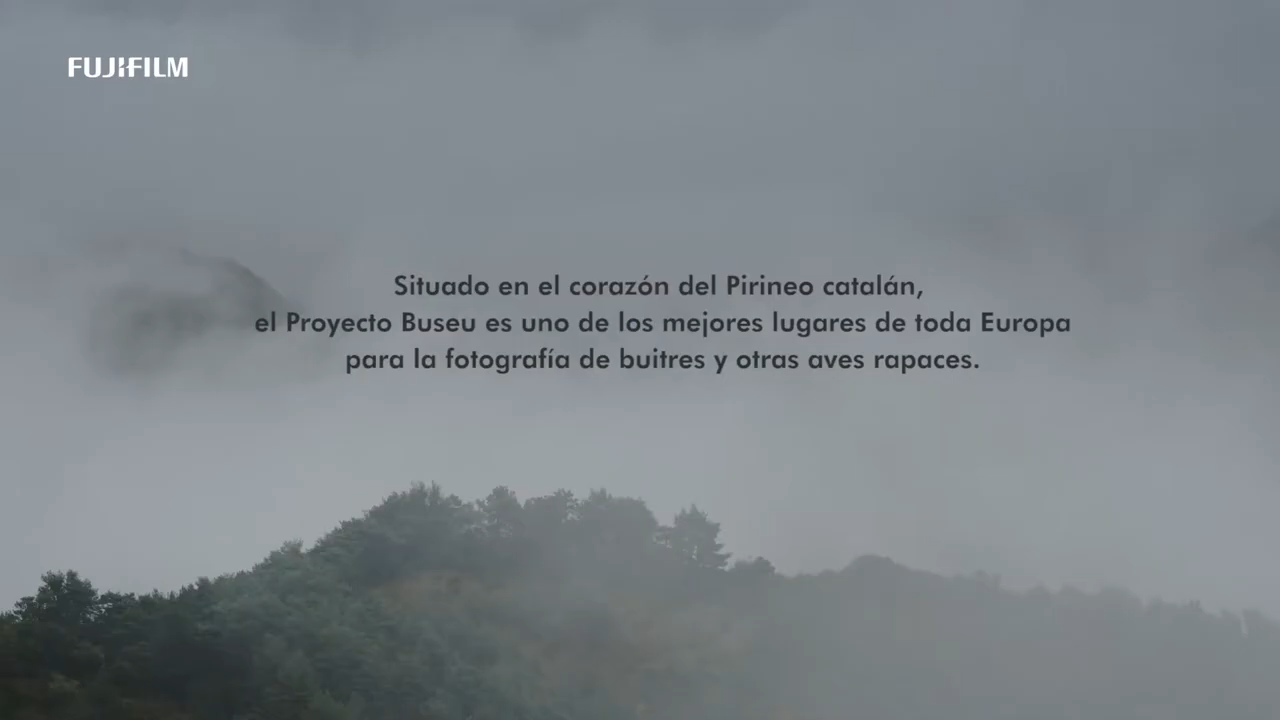 FUJIFILM
Situado en el corazón del Pirineo catalán,
el Proyecto Buseu es uno de los mejores lugares de toda Europa
para la fotografía de buitres y otras aves rapaces.